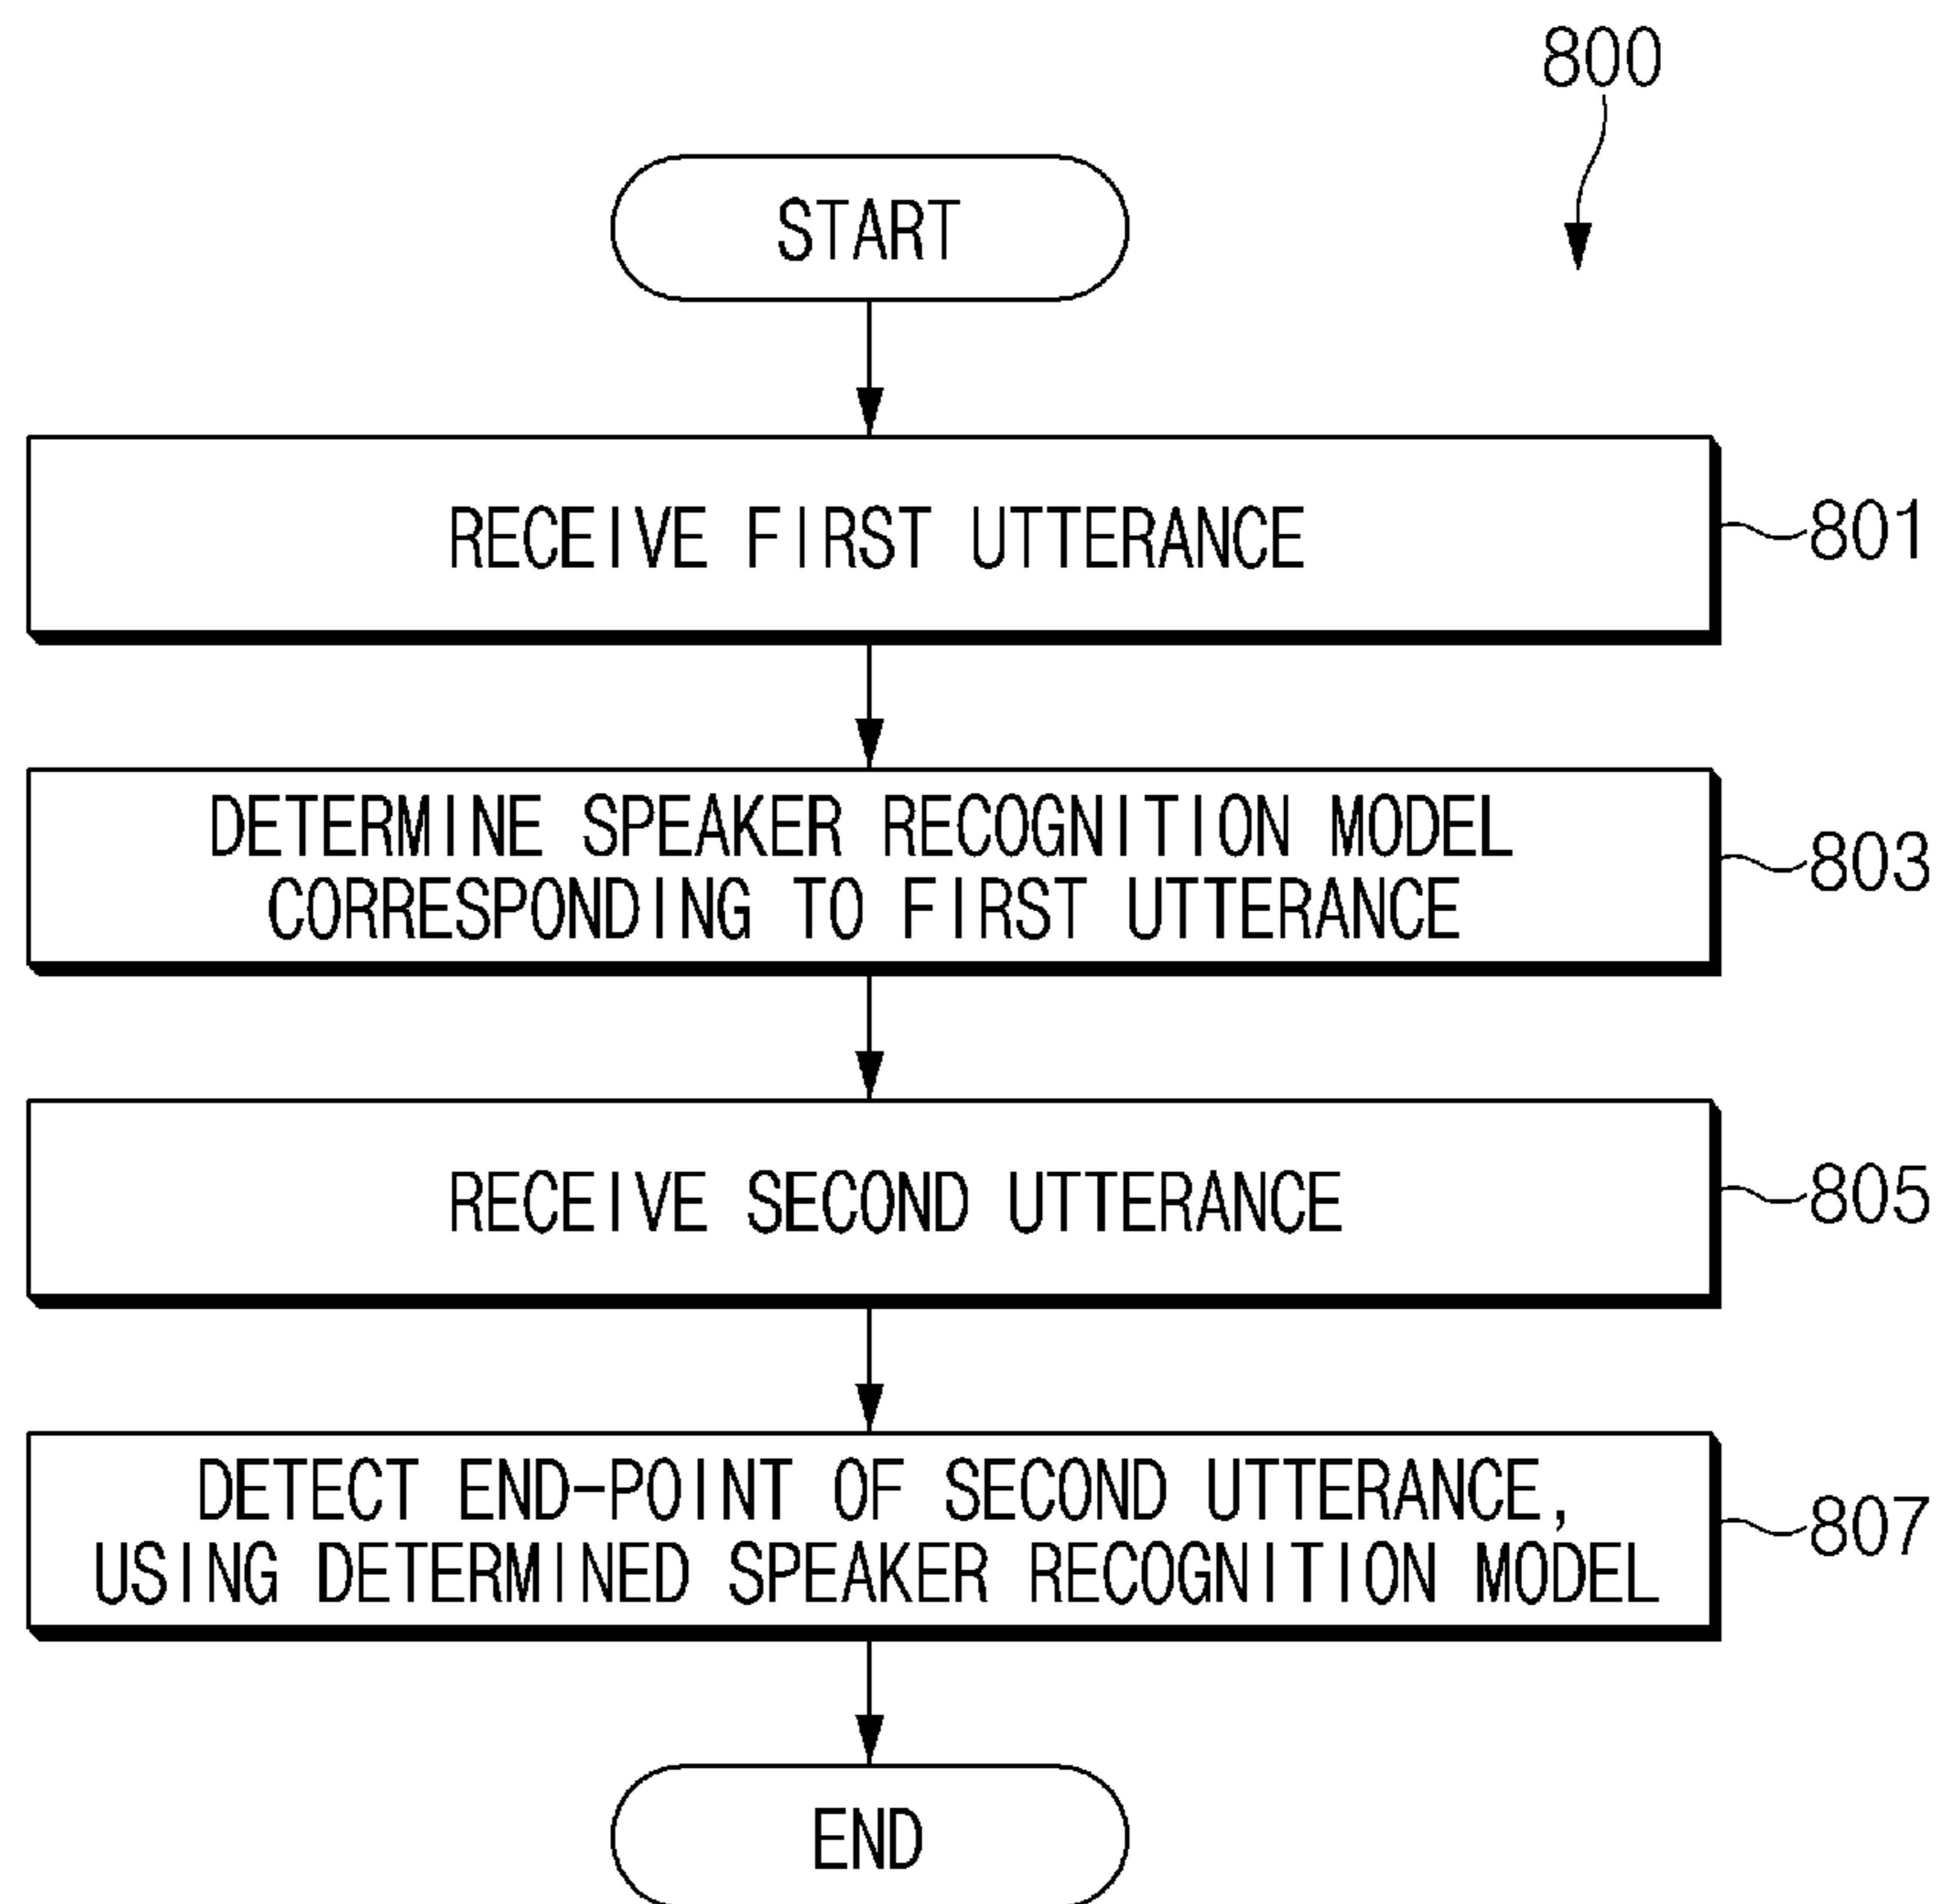 800
START
RECEIVE FIRST UTTERANCE
801
DETERMINE SPEAKER RECOGNITION MODEL
CORRESPONDING TO FIRST UTTERANCE
803
RECEIVE SECOND UTTERANCE
805
DETECT END-POINT OF SECOND UTTERANCE,
USING DETERMINED SPEAKER RECOGNITION MODEL
807
END